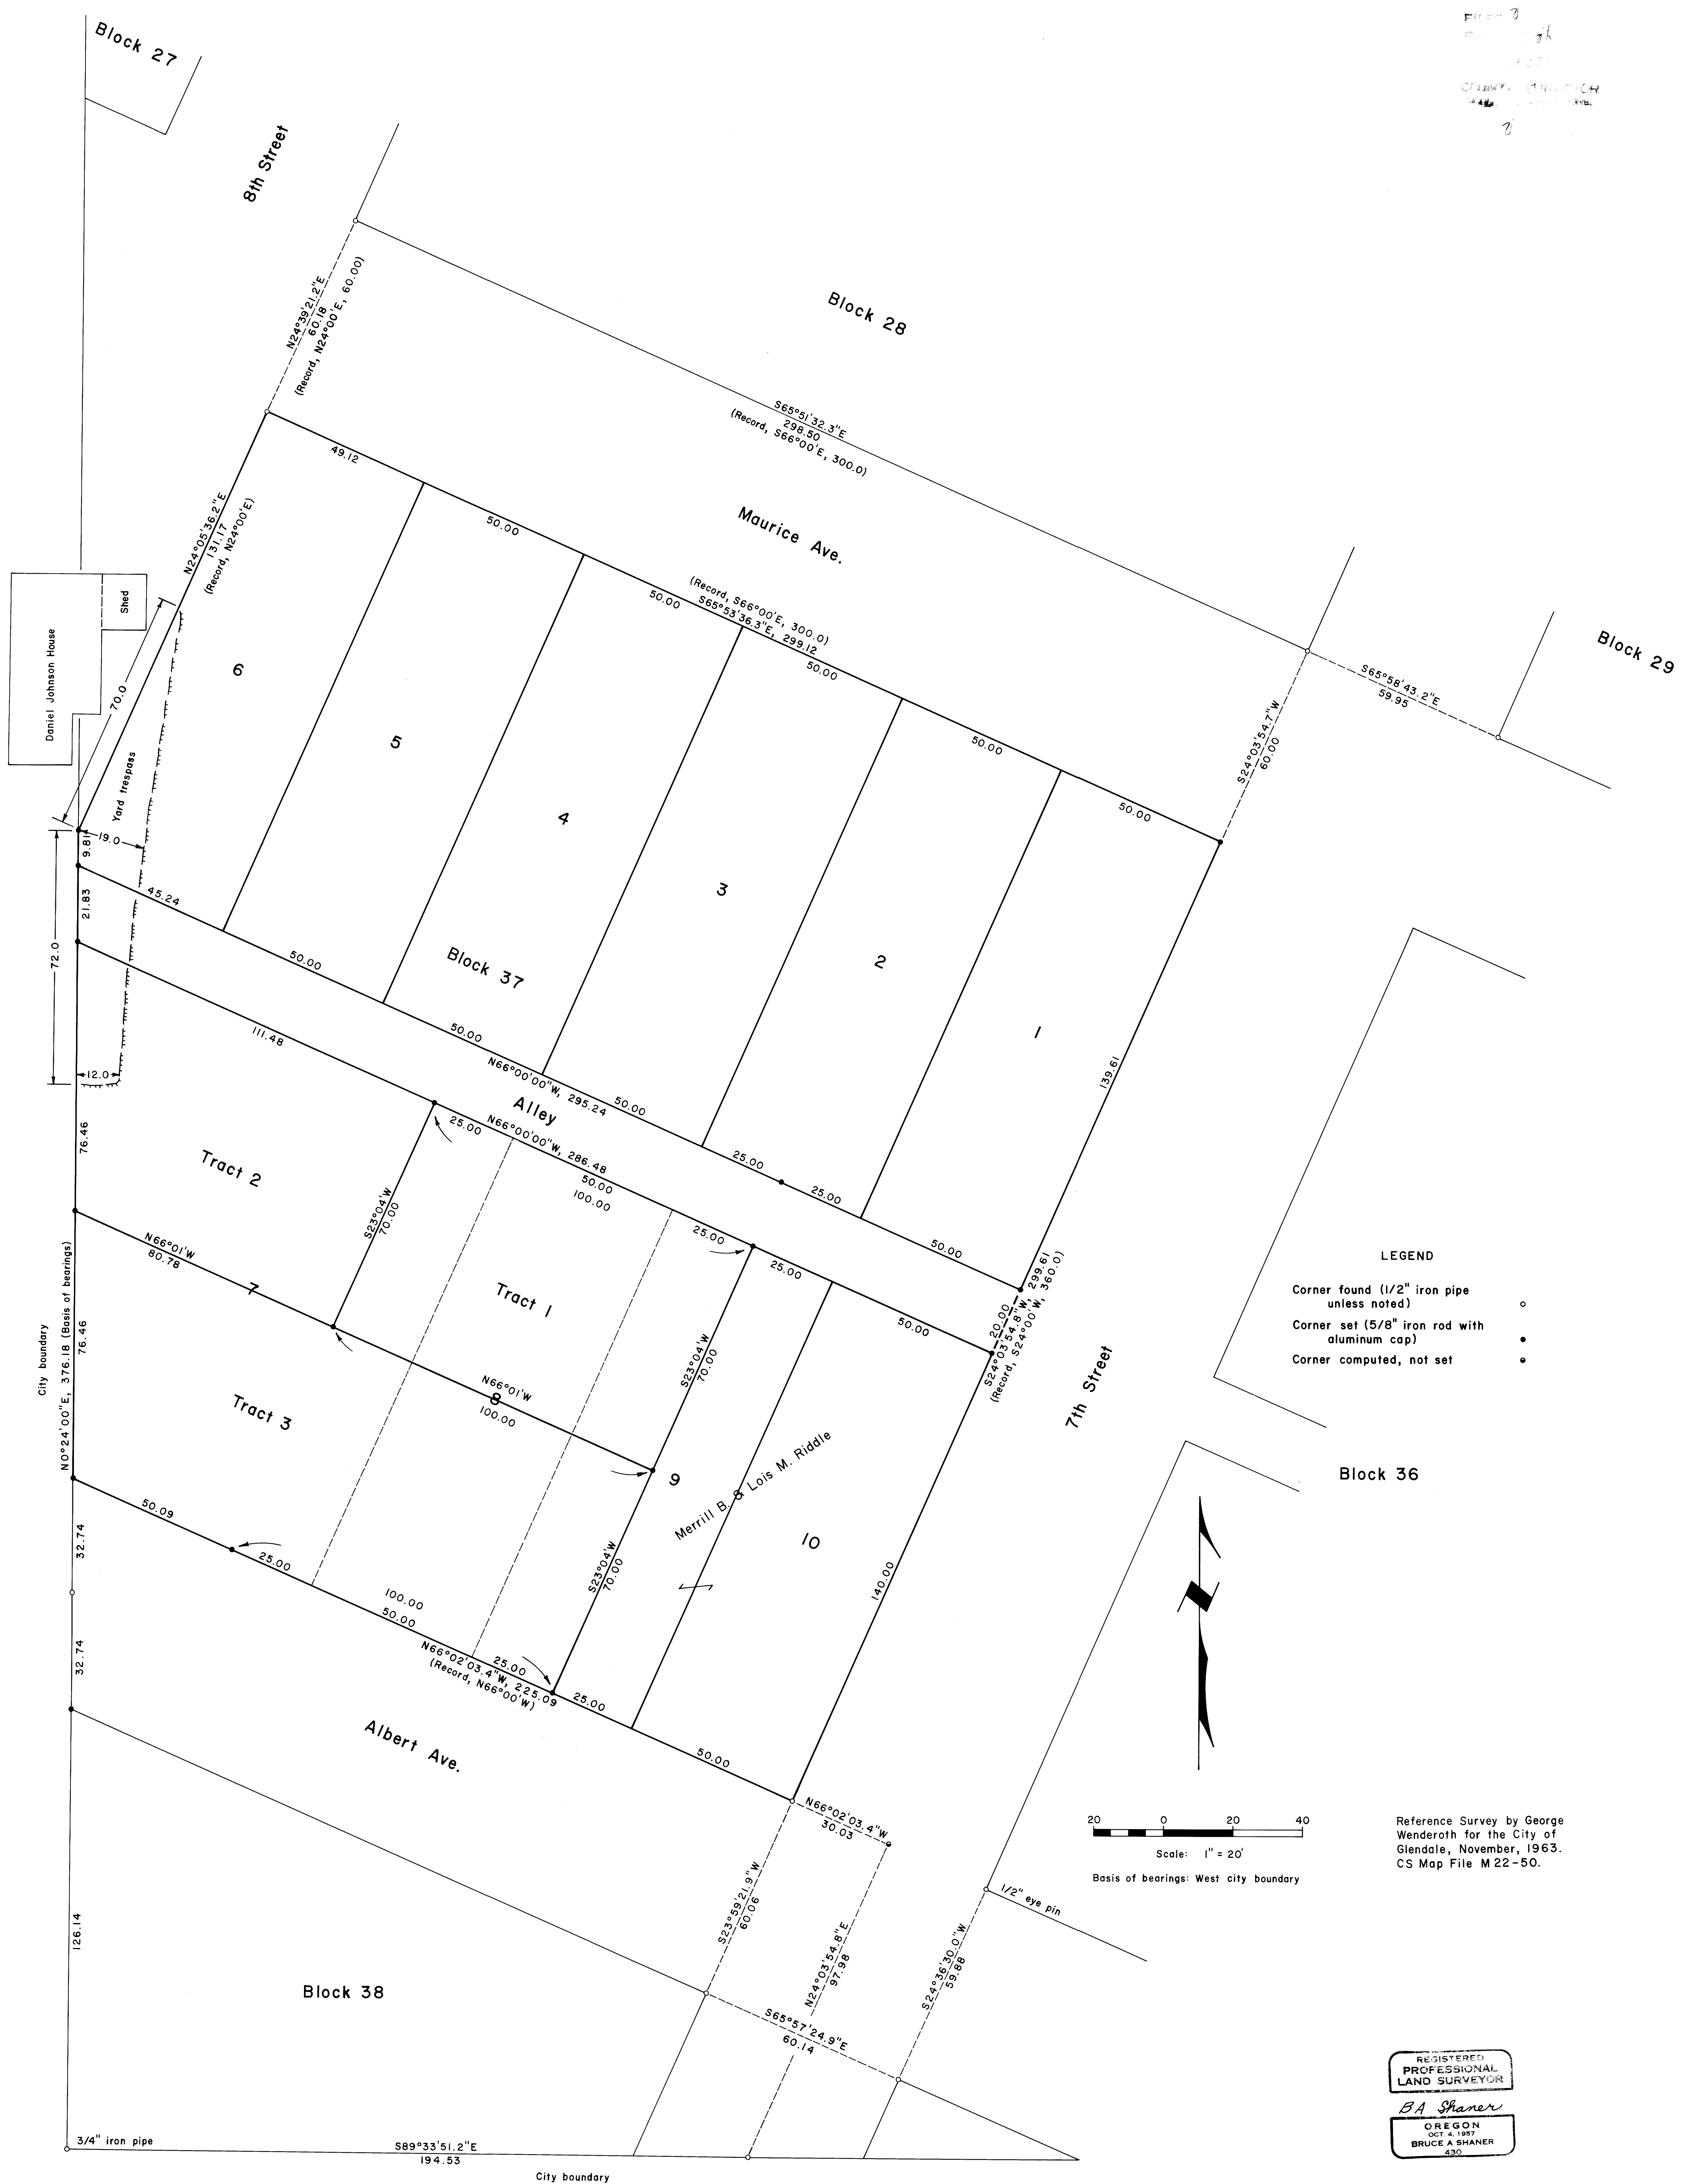 Block 27
8th Street
N24°39'21.2"E
60.18
(Record, N24°00'E, 60.00)
Block 28
S65°51'32.3"E
298.50
(Record, S66°00'E, 300.0)
Maurice Ave.
Block 29
S65°58'43.2"E
59.95
S24°03'54.7"W
60.00
49.12
50.00
(Record, S66°00'E, 300.0)
50.00
S65°53'36.3"E, 299.12
50.00
50.00
50.00
N24°05'36.2"E
131.17
(Record, N24°00'E)
Shed
Daniel Johnson House
70.0
Yard trespass
19.0
9.81
21.83
72.0
12.0
6
5
4
3
2
1
139.61
45.24
50.00
Block 37
50.00
N66°00'00"W, 295.24
50.00
25.00
25.00
50.00
Alley
111.48
25.00
N66°00'00"W, 286.48
50.00
100.00
25.00
25.00
50.00
20.00
S24°03'54.8"W, 299.61
(Record, S24°00'W, 360.0)
7th Street
76.46
Tract 2
S23°04'W
70.00
N66°01'W
80.78
7
Tract 1
S23°04'W
70.00
N66°01'W
8
100.00
City boundary
N0°24'00"E, 376.18 (Basis of bearings)
76.46
Tract 3
9
Merrill B. & Lois M. Riddle
10
S23°04'W
70.00
140.00
32.74
50.09
25.00
100.00
50.00
25.00
N66°02'03.4"W, 225.09
(Record, N66°00'W)
25.00
50.00
32.74
Albert Ave.
N66°02'03.4"W
30.03
LEGEND
Corner found (1/2" iron pipe
unless noted)
Corner set (5/8" iron rod with
aluminum cap)
Corner computed, not set
Block 36
20 0 20 40
Scale: 1" = 20'
Basis of bearings: West city boundary
Reference Survey by George
Wenderoth for the City of
Glendale, November, 1963.
CS Map File M 22-50.
1/2" eye pin
S23°59'21.9"W
60.06
N24°03'54.8"E
97.98
S24°36'30.0"W
59.88
126.14
Block 38
S65°57'24.9"E
60.14
3/4" iron pipe
S89°33'51.2"E
194.53
City boundary
REGISTERED
PROFESSIONAL
LAND SURVEYOR
BA Shaner
OREGON
OCT. 4, 1957
BRUCE A SHANER
430